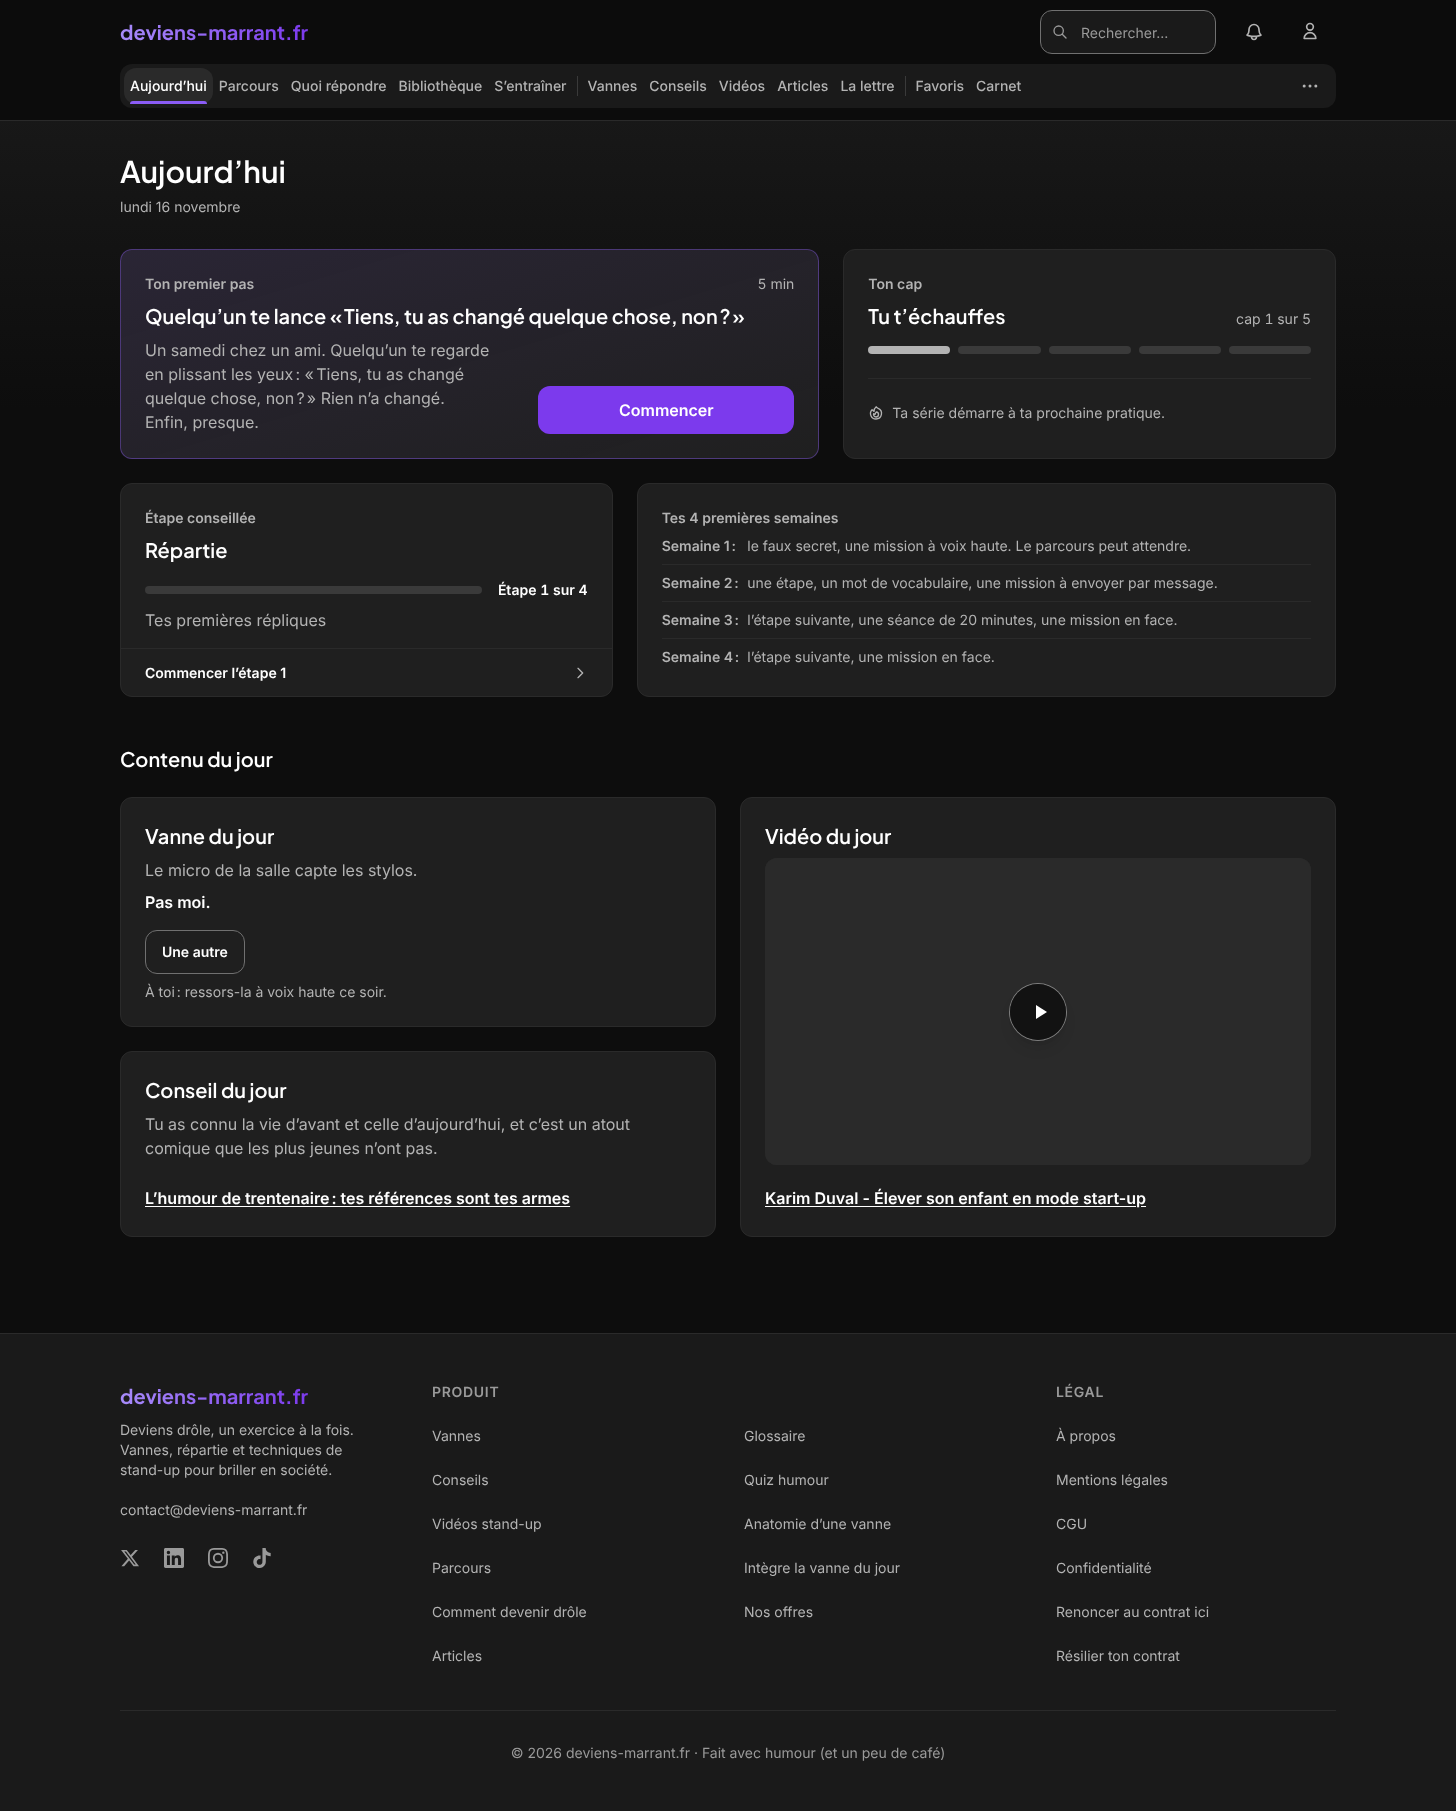 deviens-marrant.fr
Rechercher...
Aujourd’hui Parcours Quoi répondre Bibliothèque S’entraîner Vannes Conseils Vidéos Articles La lettre Favoris Carnet
Aujourd’hui
lundi 16 novembre
Ton premier pas
5 min
Quelqu’un te lance « Tiens, tu as changé quelque chose, non ? »
Un samedi chez un ami. Quelqu’un te regarde
en plissant les yeux : « Tiens, tu as changé
quelque chose, non ? » Rien n’a changé.
Enfin, presque.
Commencer
Ton cap
Tu t’échauffes
cap 1 sur 5
Ta série démarre à ta prochaine pratique.
Étape conseillée
Répartie
Étape 1 sur 4
Tes premières répliques
Commencer l’étape 1
Tes 4 premières semaines
Semaine 1 : le faux secret, une mission à voix haute. Le parcours peut attendre.
Semaine 2 : une étape, un mot de vocabulaire, une mission à envoyer par message.
Semaine 3 : l’étape suivante, une séance de 20 minutes, une mission en face.
Semaine 4 : l’étape suivante, une mission en face.
Contenu du jour
Vanne du jour
Le micro de la salle capte les stylos.
Pas moi.
Une autre
À toi : ressors-la à voix haute ce soir.
Conseil du jour
Tu as connu la vie d’avant et celle d’aujourd’hui, et c’est un atout
comique que les plus jeunes n’ont pas.
L’humour de trentenaire : tes références sont tes armes
Vidéo du jour
Karim Duval - Élever son enfant en mode start-up
deviens-marrant.fr
Deviens drôle, un exercice à la fois.
Vannes, répartie et techniques de
stand-up pour briller en société.
contact@deviens-marrant.fr
PRODUIT
Vannes
Conseils
Vidéos stand-up
Parcours
Comment devenir drôle
Articles
Glossaire
Quiz humour
Anatomie d’une vanne
Intègre la vanne du jour
Nos offres
LÉGAL
À propos
Mentions légales
CGU
Confidentialité
Renoncer au contrat ici
Résilier ton contrat
© 2026 deviens-marrant.fr · Fait avec humour (et un peu de café)